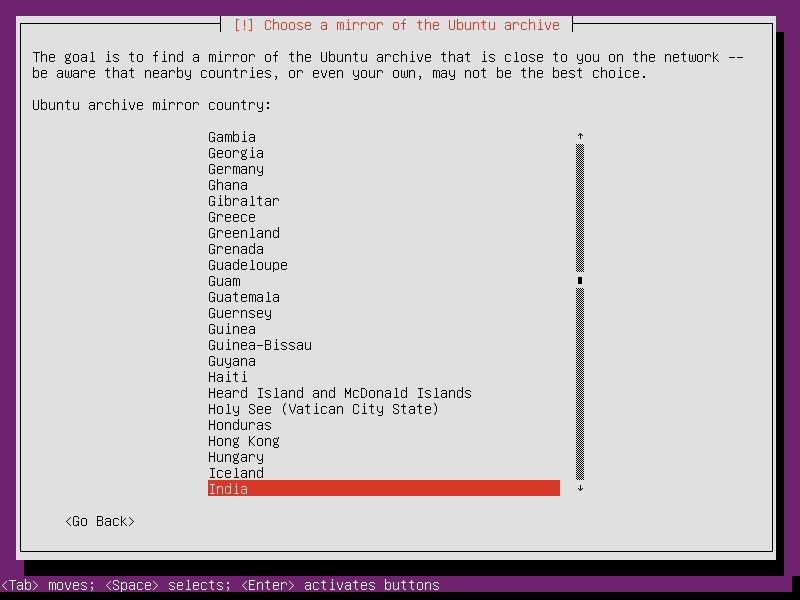 [!] Choose a mirror of the Ubuntu archive
The goal is to find a mirror of the Ubuntu archive that is close to you on the network --
be aware that nearby countries, or even your own, may not be the best choice.
Ubuntu archive mirror country:
Gambia
Georgia
Germany
Ghana
Gibraltar
Greece
Greenland
Grenada
Guadeloupe
Guam
Guatemala
Guernsey
Guinea
Guinea-Bissau
Guyana
Haiti
Heard Island and McDonald Islands
Holy See (Vatican City State)
Honduras
Hong Kong
Hungary
Iceland
India
<Go Back>
<Tab> moves; <Space> selects; <Enter> activates buttons